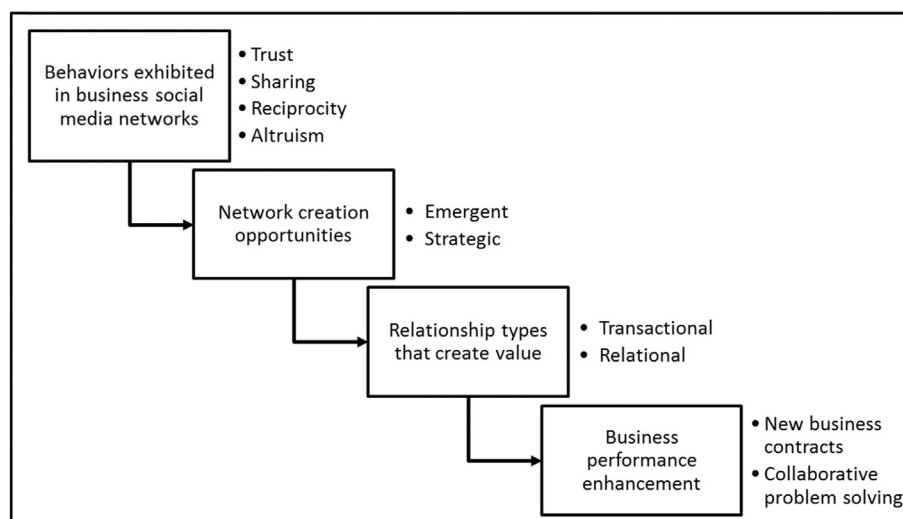 Behaviors exhibited
in business social
media networks
• Trust
• Sharing
• Reciprocity
• Altruism
Network creation
opportunities
• Emergent
• Strategic
Relationship types
that create value
• Transactional
• Relational
Business
performance
enhancement
• New business
contracts
• Collaborative
problem solving